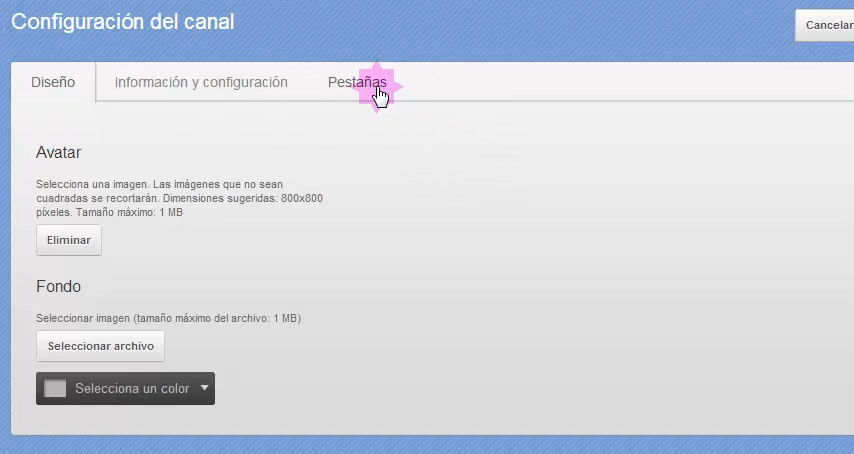 Configuración del canal
Cancelar
Diseño
Información y configuración
Pestañas
Avatar
Selecciona una imagen. Las imágenes que no sean
cuadradas se recortarán. Dimensiones sugeridas: 800x800
píxeles. Tamaño máximo: 1 MB
Eliminar
Fondo
Seleccionar imagen (tamaño máximo del archivo: 1 MB)
Seleccionar archivo
Selecciona un color